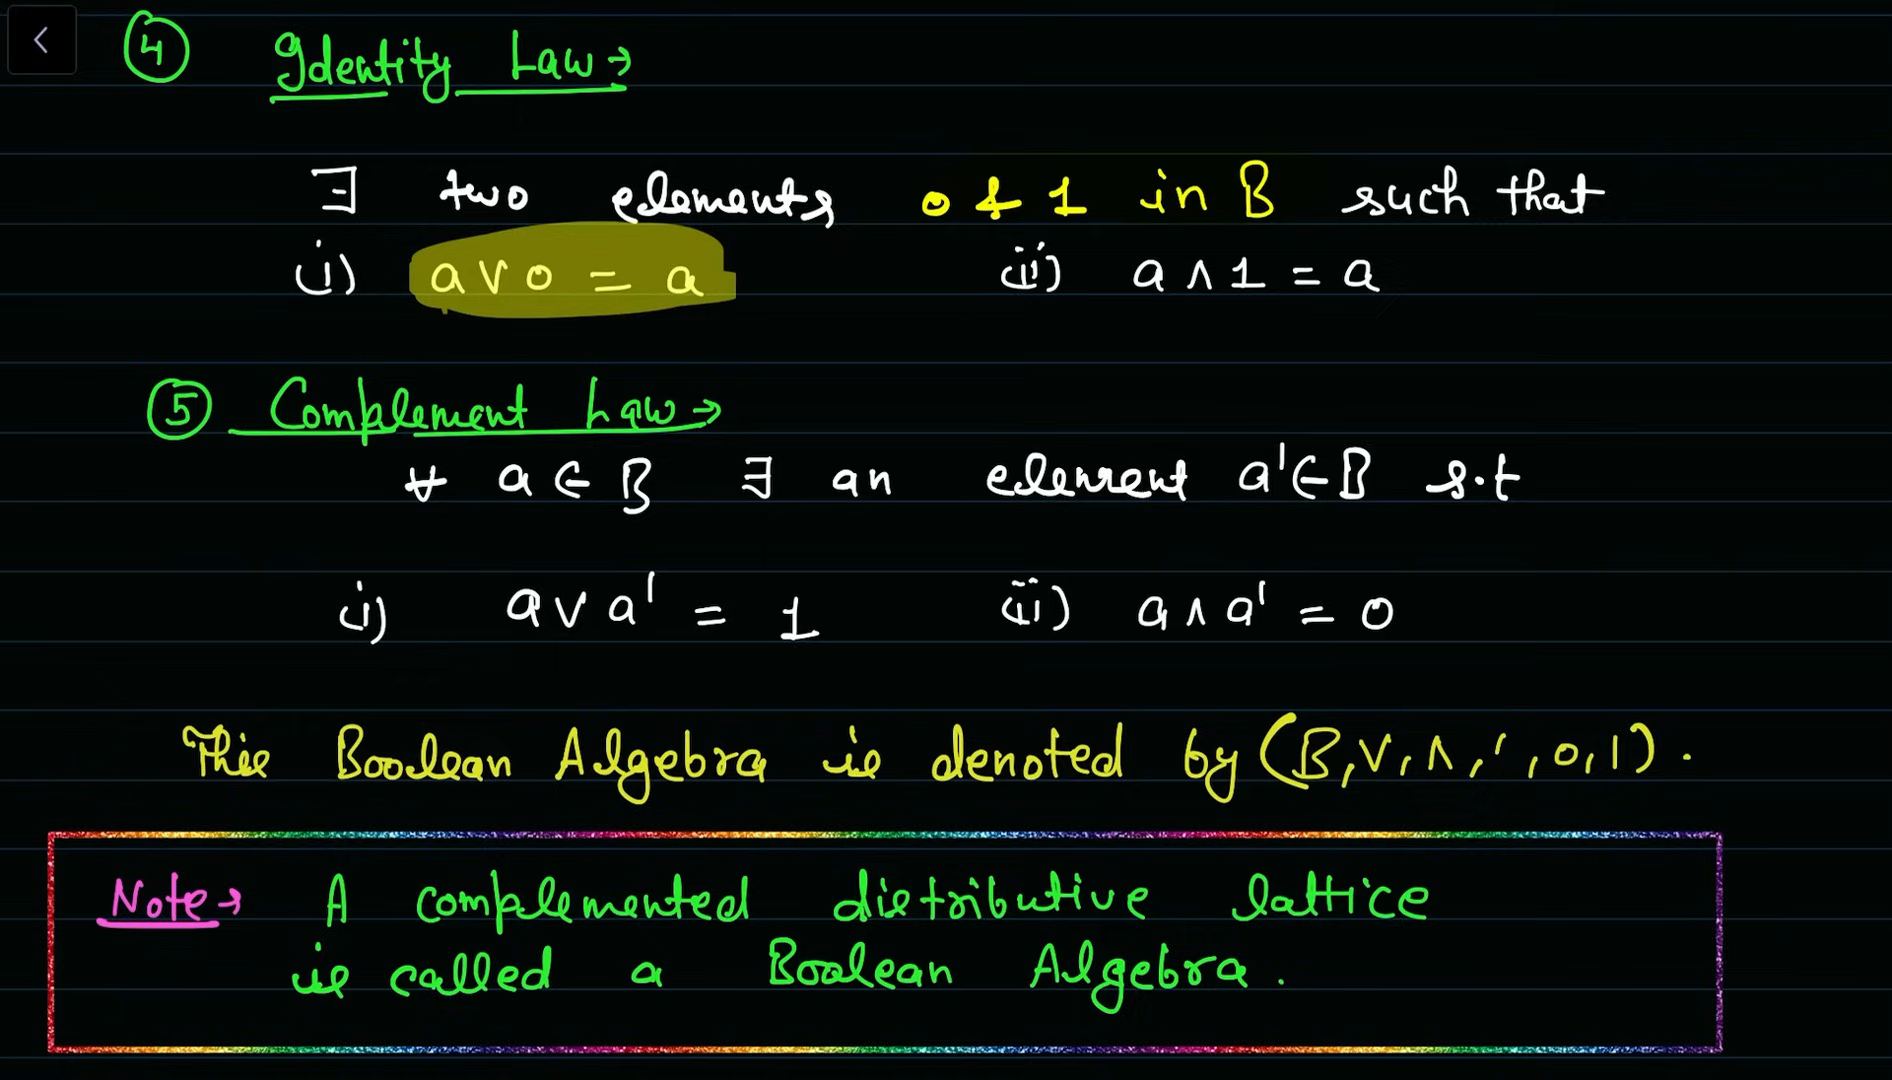 ④ Identity Law→
∃ two elements 0 & 1 in B such that
(i) a ∨ 0 = a (ii) a ∧ 1 = a
⑤ Complement Law→
∀ a ∈ B ∃ an element a' ∈ B s.t
(i) a ∨ a' = 1 (ii) a ∧ a' = 0
This Boolean Algebra is denoted by (B, ∨, ∧, ', 0, 1).
Note→ A complemented distributive lattice
is called a Boolean Algebra.